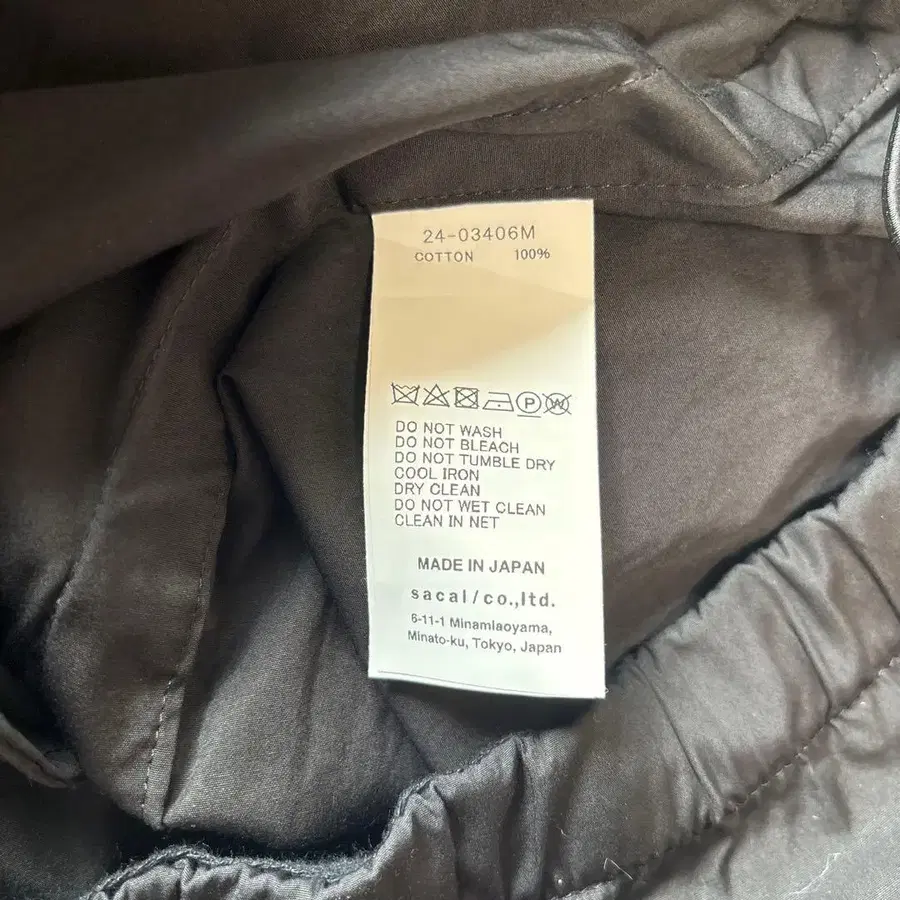 24-03406M
COTTON 100%
DO NOT WASH
DO NOT BLEACH
DO NOT TUMBLE DRY
COOL IRON
DRY CLEAN
DO NOT WET CLEAN
CLEAN IN NET
MADE IN JAPAN
sacai/co.,ltd.
6-11-1 Minamiaoyama,
Minato-ku, Tokyo, Japan